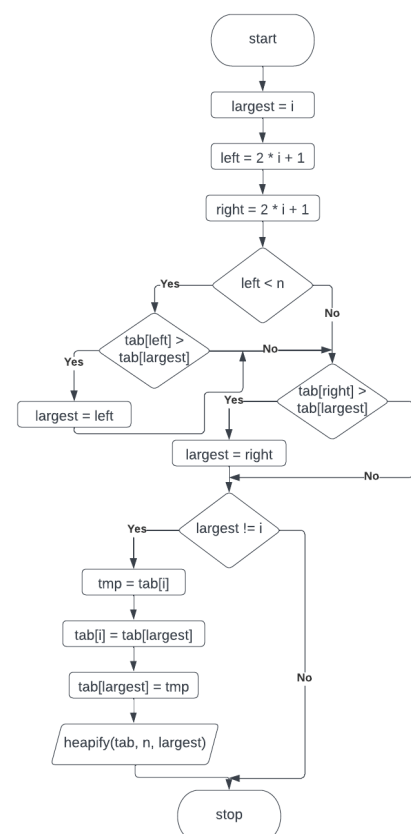 start
largest = i
left = 2 * i + 1
right = 2 * i + 1
left < n
Yes
No
tab[left] >
tab[largest]
No
Yes
tab[right] >
tab[largest]
Yes
largest = left
largest = right
No
largest != i
Yes
tmp = tab[i]
tab[i] = tab[largest]
No
tab[largest] = tmp
heapify(tab, n, largest)
stop